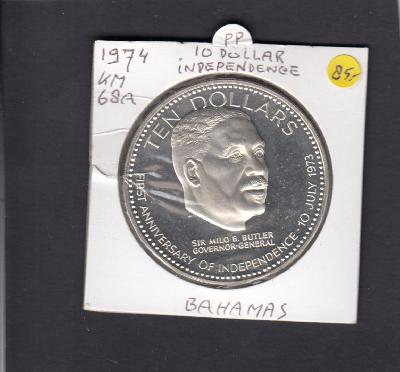 PP
1974
KM
68A
10 DOLLAR
INDEPENDENCE
85,-
TEN DOLLARS
SIR MILO B. BUTLER
GOVERNOR-GENERAL
FIRST ANNIVERSARY OF INDEPENDENCE - 10 JULY 1973
BAHAMAS